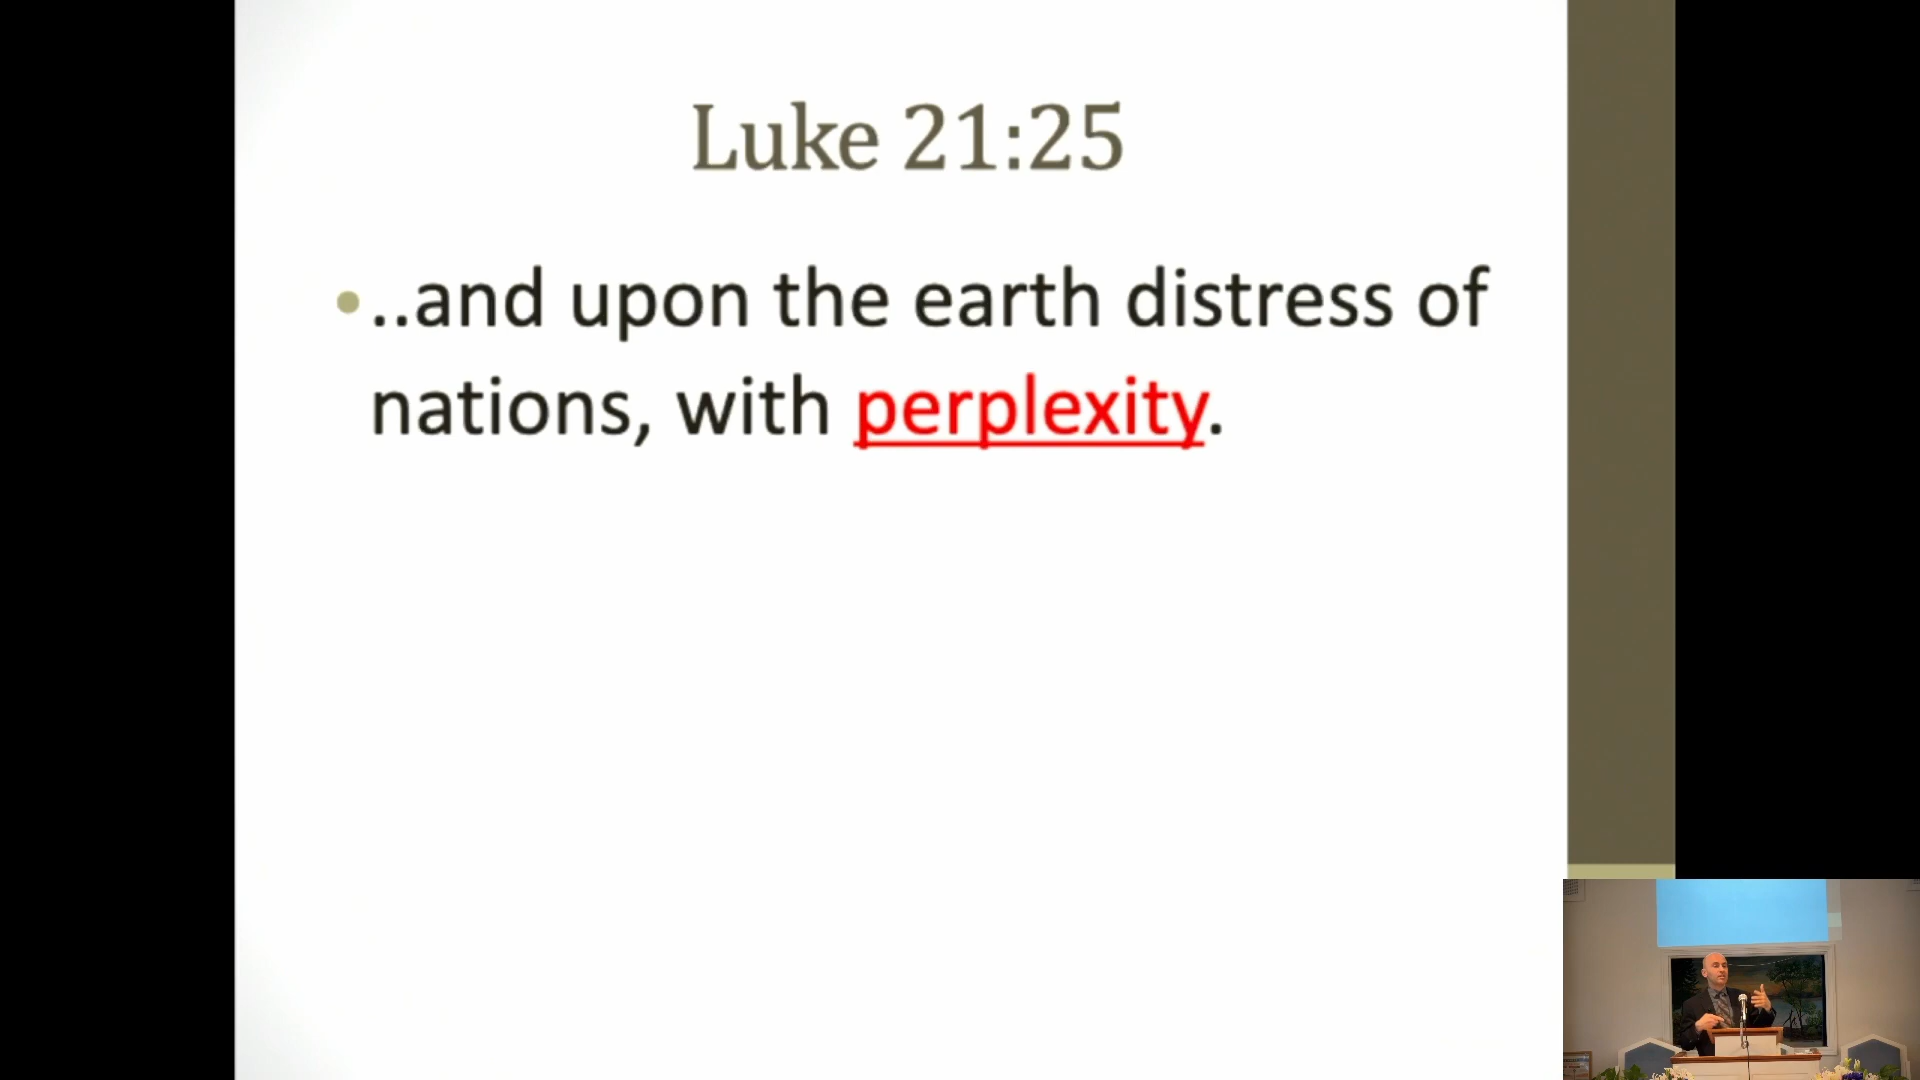 Luke 21:25
..and upon the earth distress of
nations, with perplexity.